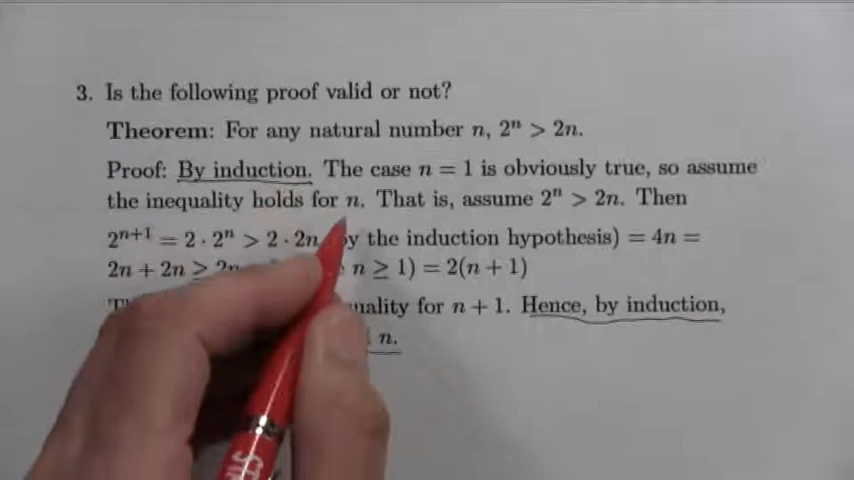 3. Is the following proof valid or not?
Theorem: For any natural number n, 2ⁿ > 2n.
Proof: By induction. The case n = 1 is obviously true, so assume
the inequality holds for n. That is, assume 2ⁿ > 2n. Then
2ⁿ⁺¹ = 2 · 2ⁿ > 2 · 2n by the induction hypothesis) = 4n =
2n + 2n ≥ 2n n ≥ 1) = 2(n + 1)
for n + 1. Hence, by induction,
n.